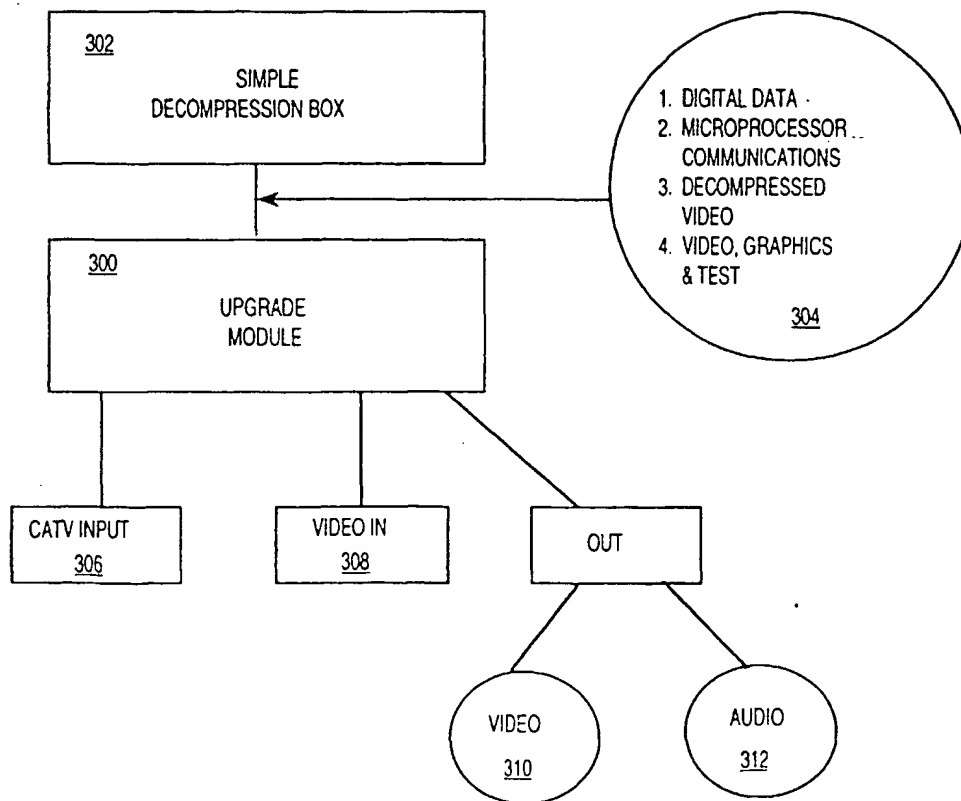 302
SIMPLE
DECOMPRESSION BOX
1. DIGITAL DATA
2. MICROPROCESSOR
COMMUNICATIONS
3. DECOMPRESSED
VIDEO
4. VIDEO, GRAPHICS
& TEST
304
300
UPGRADE
MODULE
CATV INPUT
306
VIDEO IN
308
OUT
VIDEO
310
AUDIO
312